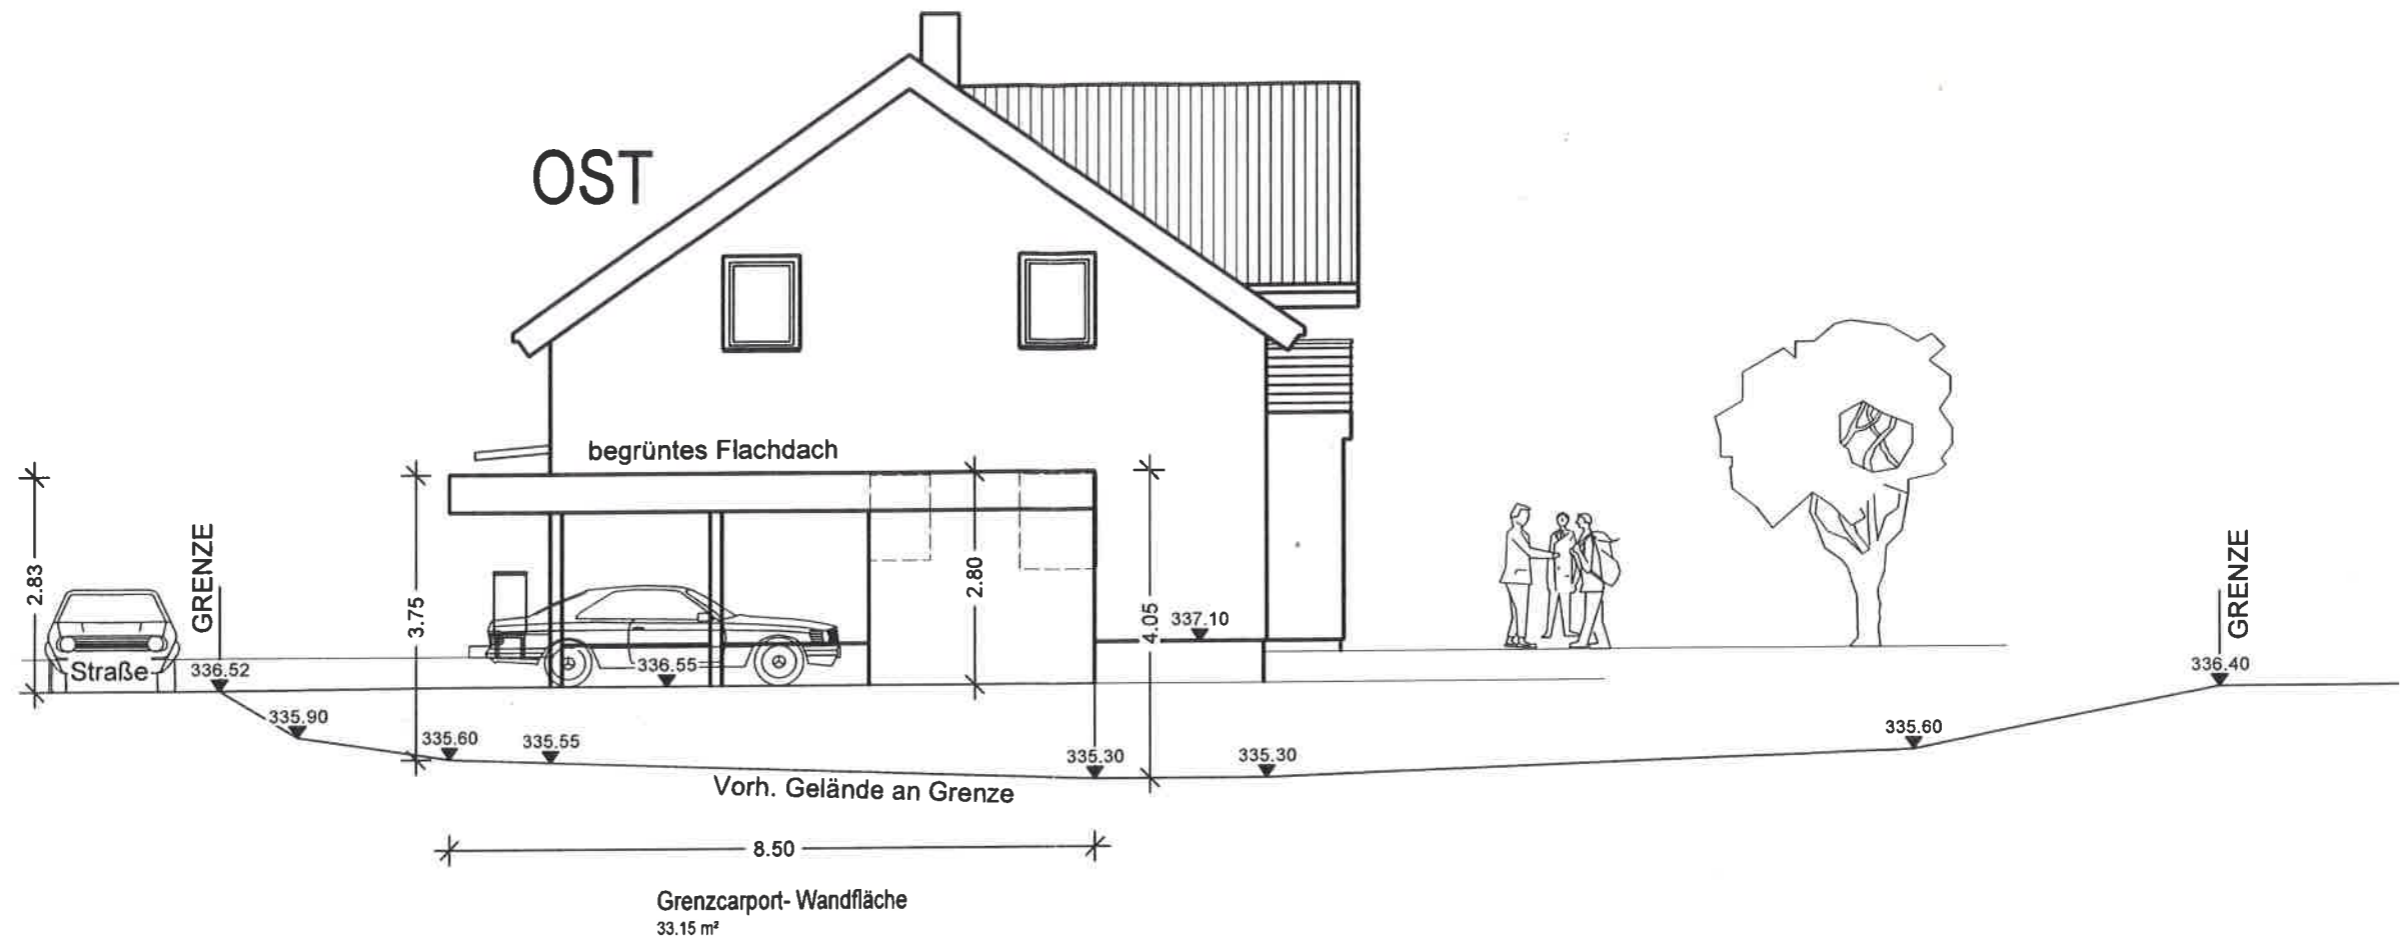 OST
begrüntes Flachdach
2.83
GRENZE
3.75
2.80
4.05
337.10
GRENZE
Straße
336.52
336.55
336.40
335.90
335.60
335.55
335.30
335.30
335.60
Vorh. Gelände an Grenze
8.50
Grenzcarport- Wandfläche
33.15 m²